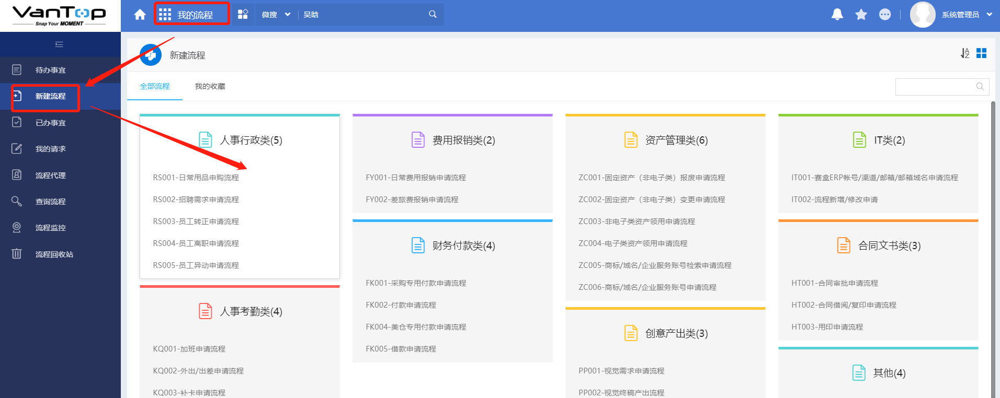 VanTop
Snap Your MOMENT
我的流程
微搜
吴晗
系统管理员
待办事宜
新建流程
已办事宜
我的请求
流程代理
查询流程
流程监控
流程回收站
新建流程
全部流程
我的收藏
人事行政类(5)
RS001-日常用品申购流程
RS002-招聘需求申请流程
RS003-员工转正申请流程
RS004-员工离职申请流程
RS005-员工异动申请流程
人事考勤类(4)
KQ001-加班申请流程
KQ002-外出/出差申请流程
KQ003-补卡申请流程
费用报销类(2)
FY001-日常费用报销申请流程
FY002-差旅费报销申请流程
财务付款类(4)
FK001-采购专用付款申请流程
FK002-付款申请流程
FK004-美仓专用付款申请流程
FK005-借款申请流程
资产管理类(6)
ZC001-固定资产（非电子类）报废申请流程
ZC002-固定资产（非电子类）变更申请流程
ZC003-非电子类资产领用申请流程
ZC004-电子类资产领用申请流程
ZC005-商标/域名/企业服务账号检索申请流程
ZC006-商标/域名/企业服务账号申请流程
创意产出类(3)
PP001-视觉需求申请流程
PP002-视觉终稿产出流程
IT类(2)
IT001-赛盒ERP帐号/渠道/邮箱/邮箱域名申请流程
IT002-流程新增/修改申请
合同文书类(3)
HT001-合同审批申请流程
HT002-合同借阅/复印申请流程
HT003-用印申请流程
其他(4)